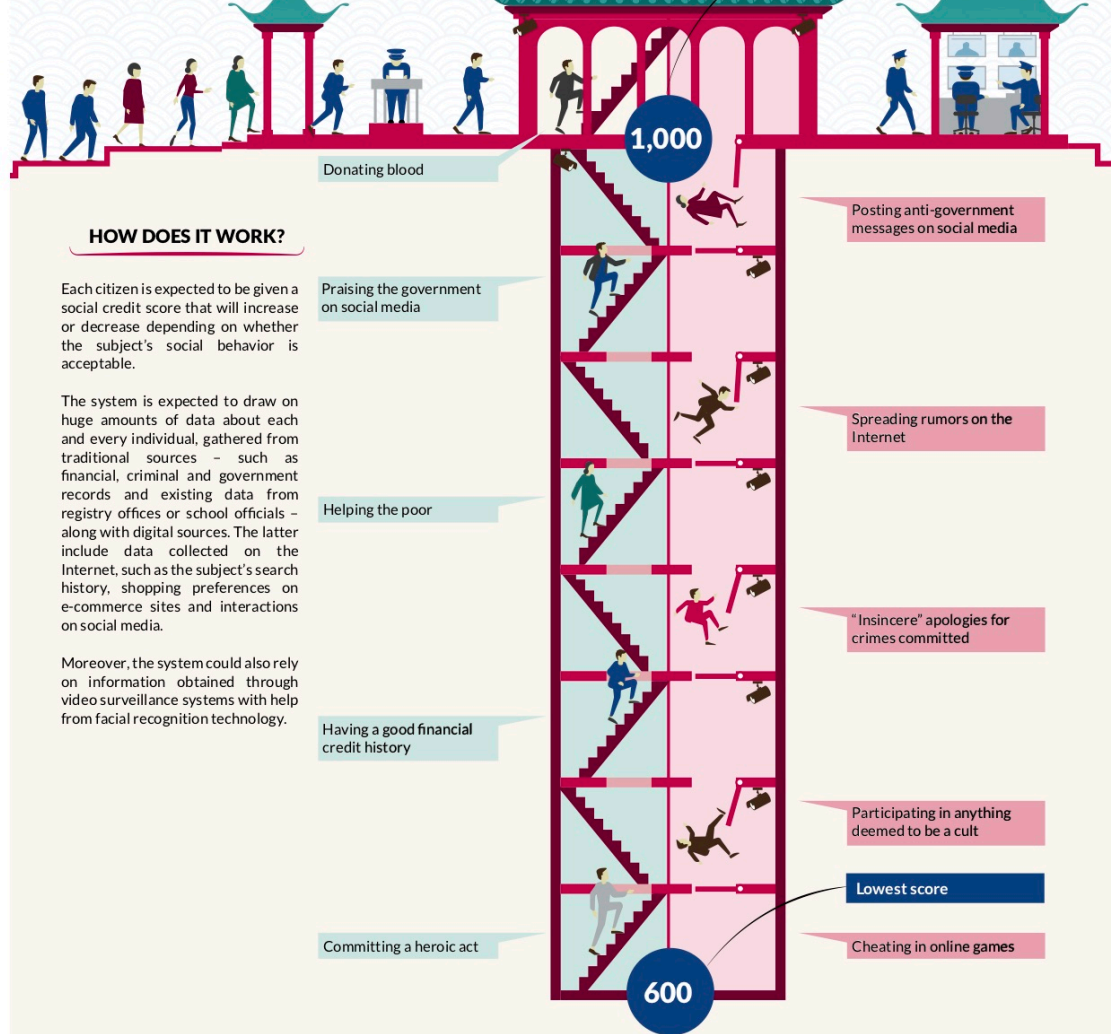 1,000
Donating blood
Posting anti-government
messages on social media
HOW DOES IT WORK?
Each citizen is expected to be given a
social credit score that will increase
or decrease depending on whether
the subject's social behavior is
acceptable.
The system is expected to draw on
huge amounts of data about each
and every individual, gathered from
traditional sources – such as
financial, criminal and government
records and existing data from
registry offices or school officials –
along with digital sources. The latter
include data collected on the
Internet, such as the subject's search
history, shopping preferences on
e-commerce sites and interactions
on social media.
Moreover, the system could also rely
on information obtained through
video surveillance systems with help
from facial recognition technology.
Praising the government
on social media
Spreading rumors on the
Internet
Helping the poor
“Insincere” apologies for
crimes committed
Having a good financial
credit history
Participating in anything
deemed to be a cult
Lowest score
Committing a heroic act
Cheating in online games
600